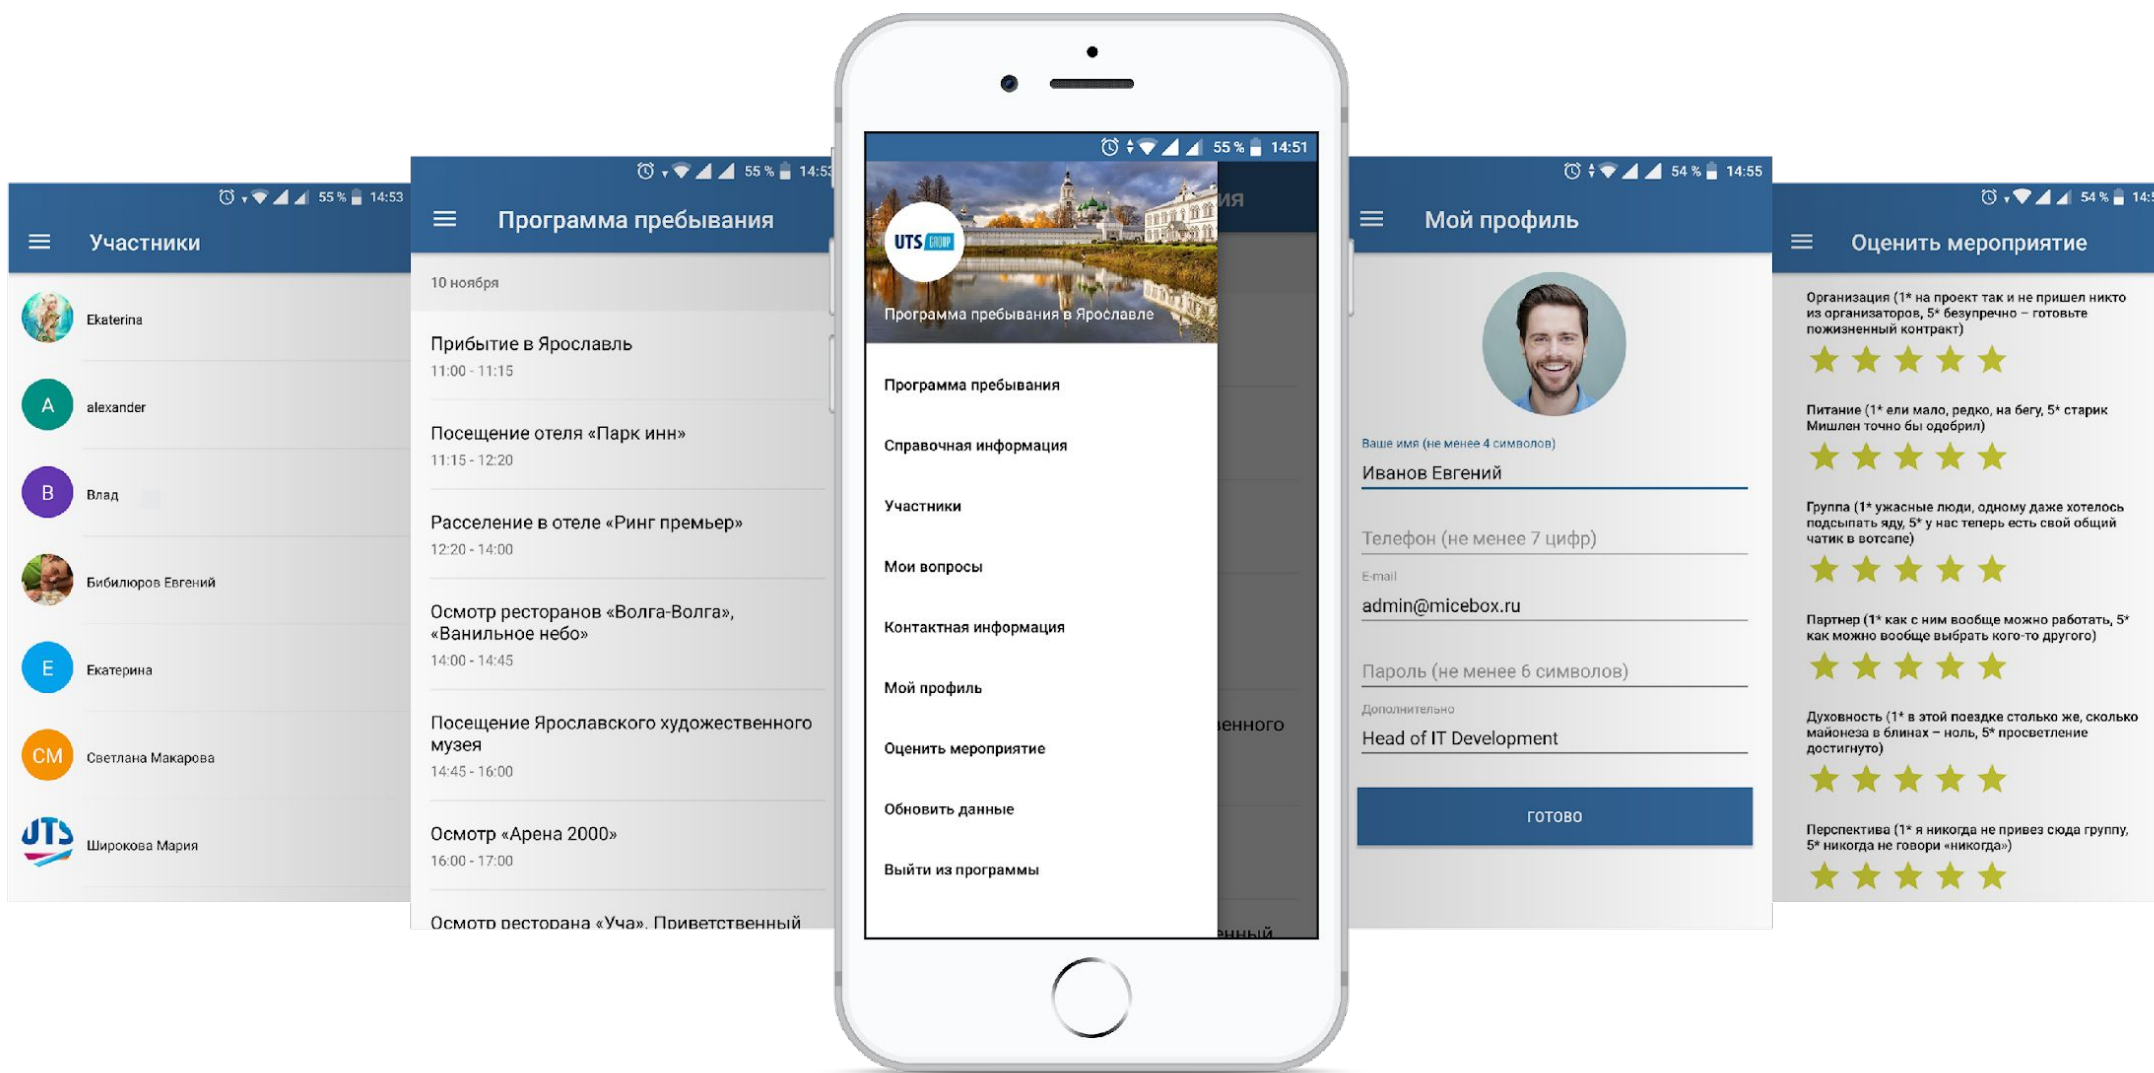 55 % 14:53
Участники
Ekaterina
A
alexander
В
Влад
Бибилюров Евгений
Е
Екатерина
СМ
Светлана Макарова
UTS
Широкова Мария
55 % 14:53
Программа пребывания
10 ноября
Прибытие в Ярославль
11:00 - 11:15
Посещение отеля «Парк инн»
11:15 - 12:20
Расселение в отеле «Ринг премьер»
12:20 - 14:00
Осмотр ресторанов «Волга-Волга»,
«Ванильное небо»
14:00 - 14:45
Посещение Ярославского художественного
музея
14:45 - 16:00
Осмотр «Арена 2000»
16:00 - 17:00
Осмотр ресторана «Уча». Приветственный
55 % 14:51
ия
UTS GROUP
Программа пребывания в Ярославле
Программа пребывания
Справочная информация
Участники
Мои вопросы
Контактная информация
Мой профиль
венного
Оценить мероприятие
Обновить данные
Выйти из программы
енный
54 % 14:55
Мой профиль
Ваше имя (не менее 4 символов)
Иванов Евгений
Телефон (не менее 7 цифр)
E-mail
admin@micebox.ru
Пароль (не менее 6 символов)
Дополнительно
Head of IT Development
ГОТОВО
54 % 14:5
Оценить мероприятие
Организация (1* на проект так и не пришел никто
из организаторов, 5* безупречно – готовьте
пожизненный контракт)
Питание (1* ели мало, редко, на бегу, 5* старик
Мишлен точно бы одобрил)
Группа (1* ужасные люди, одному даже хотелось
подсыпать яду, 5* у нас теперь есть свой общий
чатик в вотсапе)
Партнер (1* как с ним вообще можно работать, 5*
как можно вообще выбрать кого-то другого)
Духовность (1* в этой поездке столько же, сколько
майонеза в блинах – ноль, 5* просветление
достигнуто)
Перспектива (1* я никогда не привез сюда группу,
5* никогда не говори «никогда»)